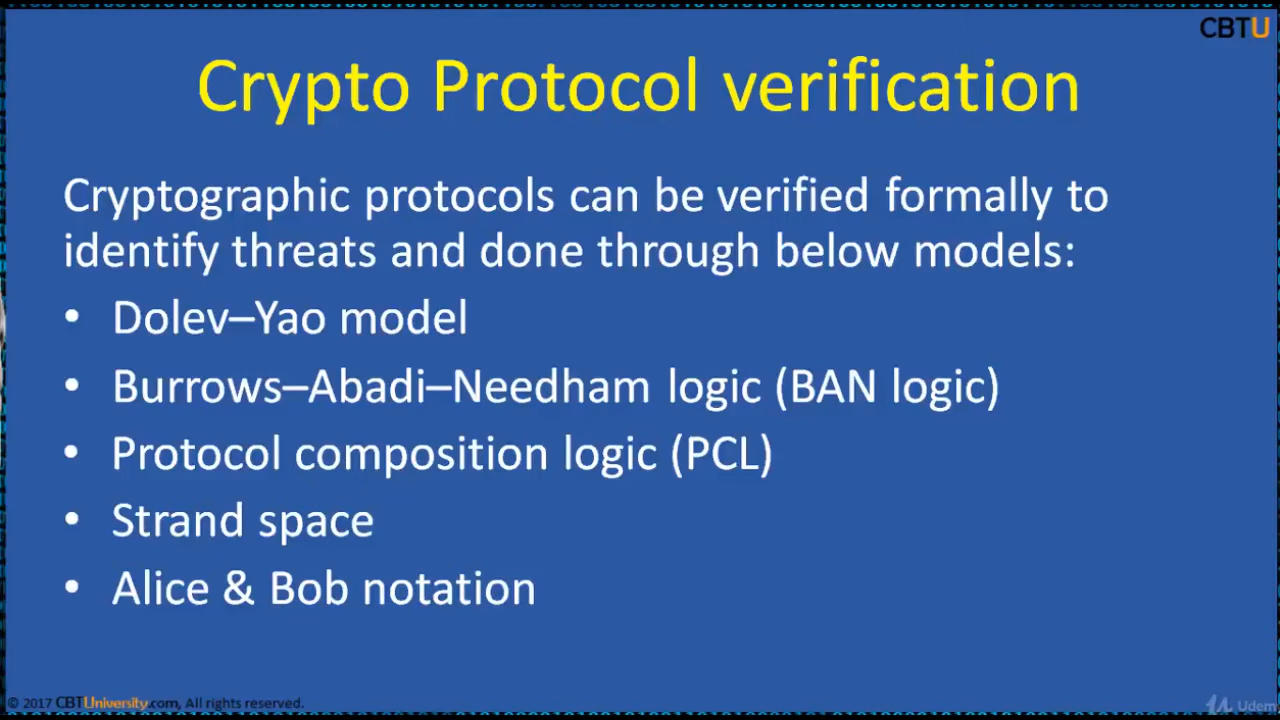 CBTU
Crypto Protocol verification
Cryptographic protocols can be verified formally to
identify threats and done through below models:
• Dolev–Yao model
• Burrows–Abadi–Needham logic (BAN logic)
• Protocol composition logic (PCL)
• Strand space
• Alice & Bob notation
© 2017 CBTUniversity.com, All rights reserved.
Udem